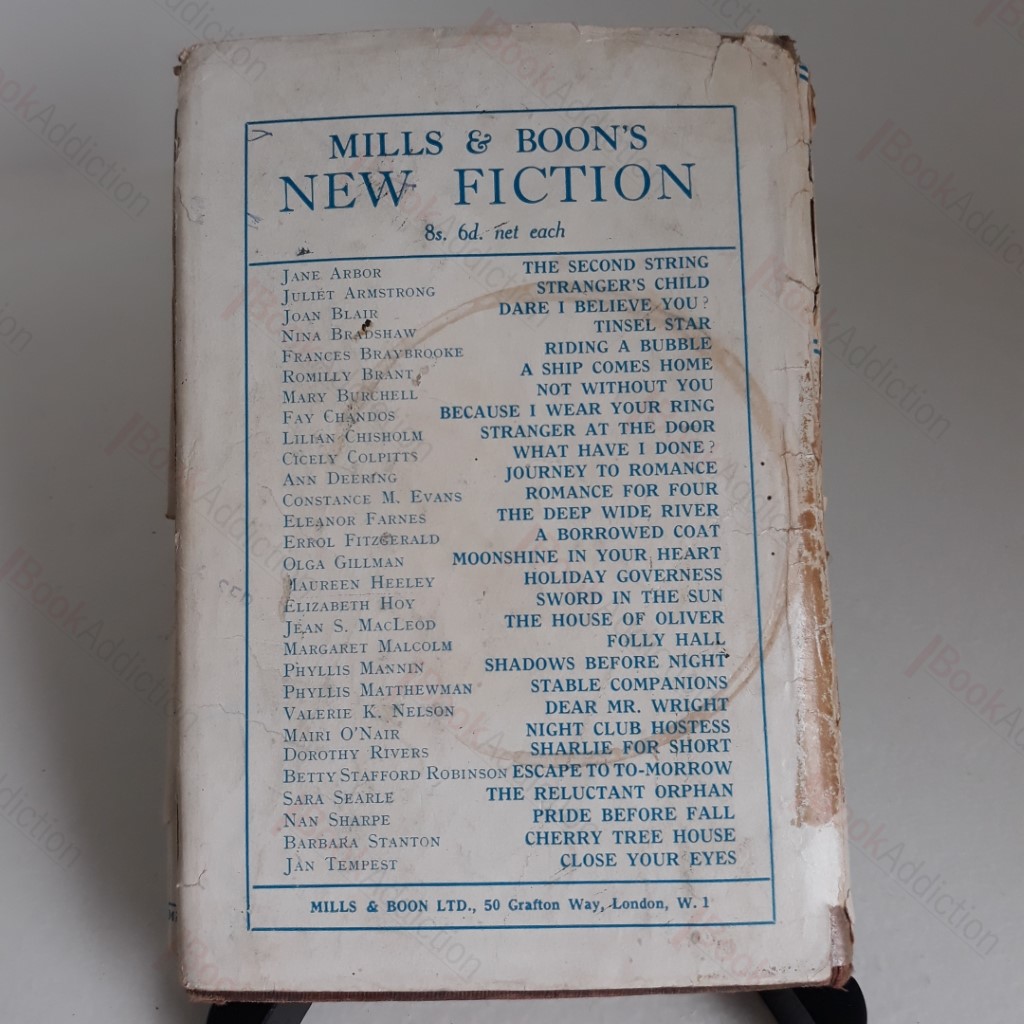 MILLS & BOON'S
NEW FICTION
8s. 6d. net each
JANE ARBOR THE SECOND STRING
JULIET ARMSTRONG STRANGER'S CHILD
JOAN BLAIR DARE I BELIEVE YOU?
NINA BRADSHAW TINSEL STAR
FRANCES BRAYBROOKE RIDING A BUBBLE
ROMILLY BRANT A SHIP COMES HOME
MARY BURCHELL NOT WITHOUT YOU
FAY CHANDOS BECAUSE I WEAR YOUR RING
LILIAN CHISHOLM STRANGER AT THE DOOR
CICELY COLPITTS WHAT HAVE I DONE?
ANN DEERING JOURNEY TO ROMANCE
CONSTANCE M. EVANS ROMANCE FOR FOUR
ELEANOR FARNES THE DEEP WIDE RIVER
ERROL FITZGERALD A BORROWED COAT
OLGA GILLMAN MOONSHINE IN YOUR HEART
MAUREEN HEELEY HOLIDAY GOVERNESS
ELIZABETH HOY SWORD IN THE SUN
JEAN S. MACLEOD THE HOUSE OF OLIVER
MARGARET MALCOLM FOLLY HALL
PHYLLIS MANNIN SHADOWS BEFORE NIGHT
PHYLLIS MATTHEWMAN STABLE COMPANIONS
VALERIE K. NELSON DEAR MR. WRIGHT
MAIRI O'NAIR NIGHT CLUB HOSTESS
DOROTHY RIVERS SHARLIE FOR SHORT
BETTY STAFFORD ROBINSON ESCAPE TO TO-MORROW
SARA SEARLE THE RELUCTANT ORPHAN
NAN SHARPE PRIDE BEFORE FALL
BARBARA STANTON CHERRY TREE HOUSE
JAN TEMPEST CLOSE YOUR EYES
MILLS & BOON LTD., 50 Grafton Way, London, W. 1
BookAddiction